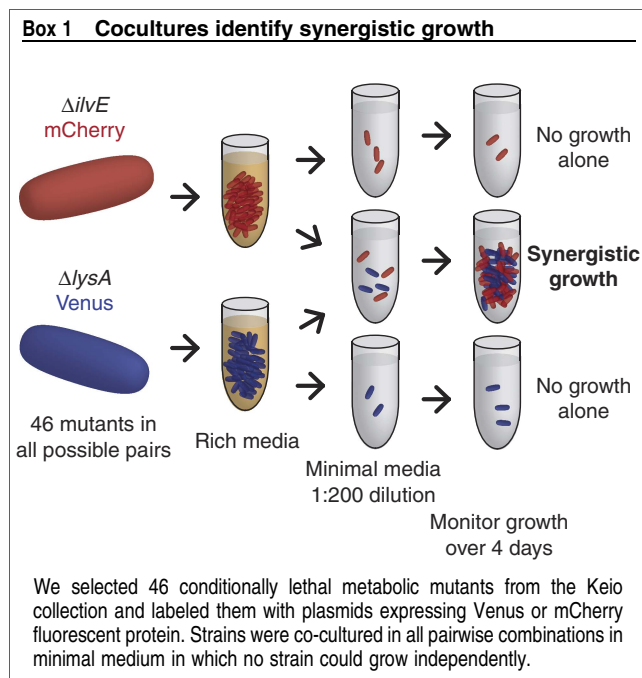 Box 1 Cocultures identify synergistic growth
ΔilvE
mCherry
No growth
alone
ΔlysA
Venus
Synergistic
growth
No growth
alone
46 mutants in
all possible pairs
Rich media
Minimal media
1:200 dilution
Monitor growth
over 4 days
We selected 46 conditionally lethal metabolic mutants from the Keio
collection and labeled them with plasmids expressing Venus or mCherry
fluorescent protein. Strains were co-cultured in all pairwise combinations in
minimal medium in which no strain could grow independently.